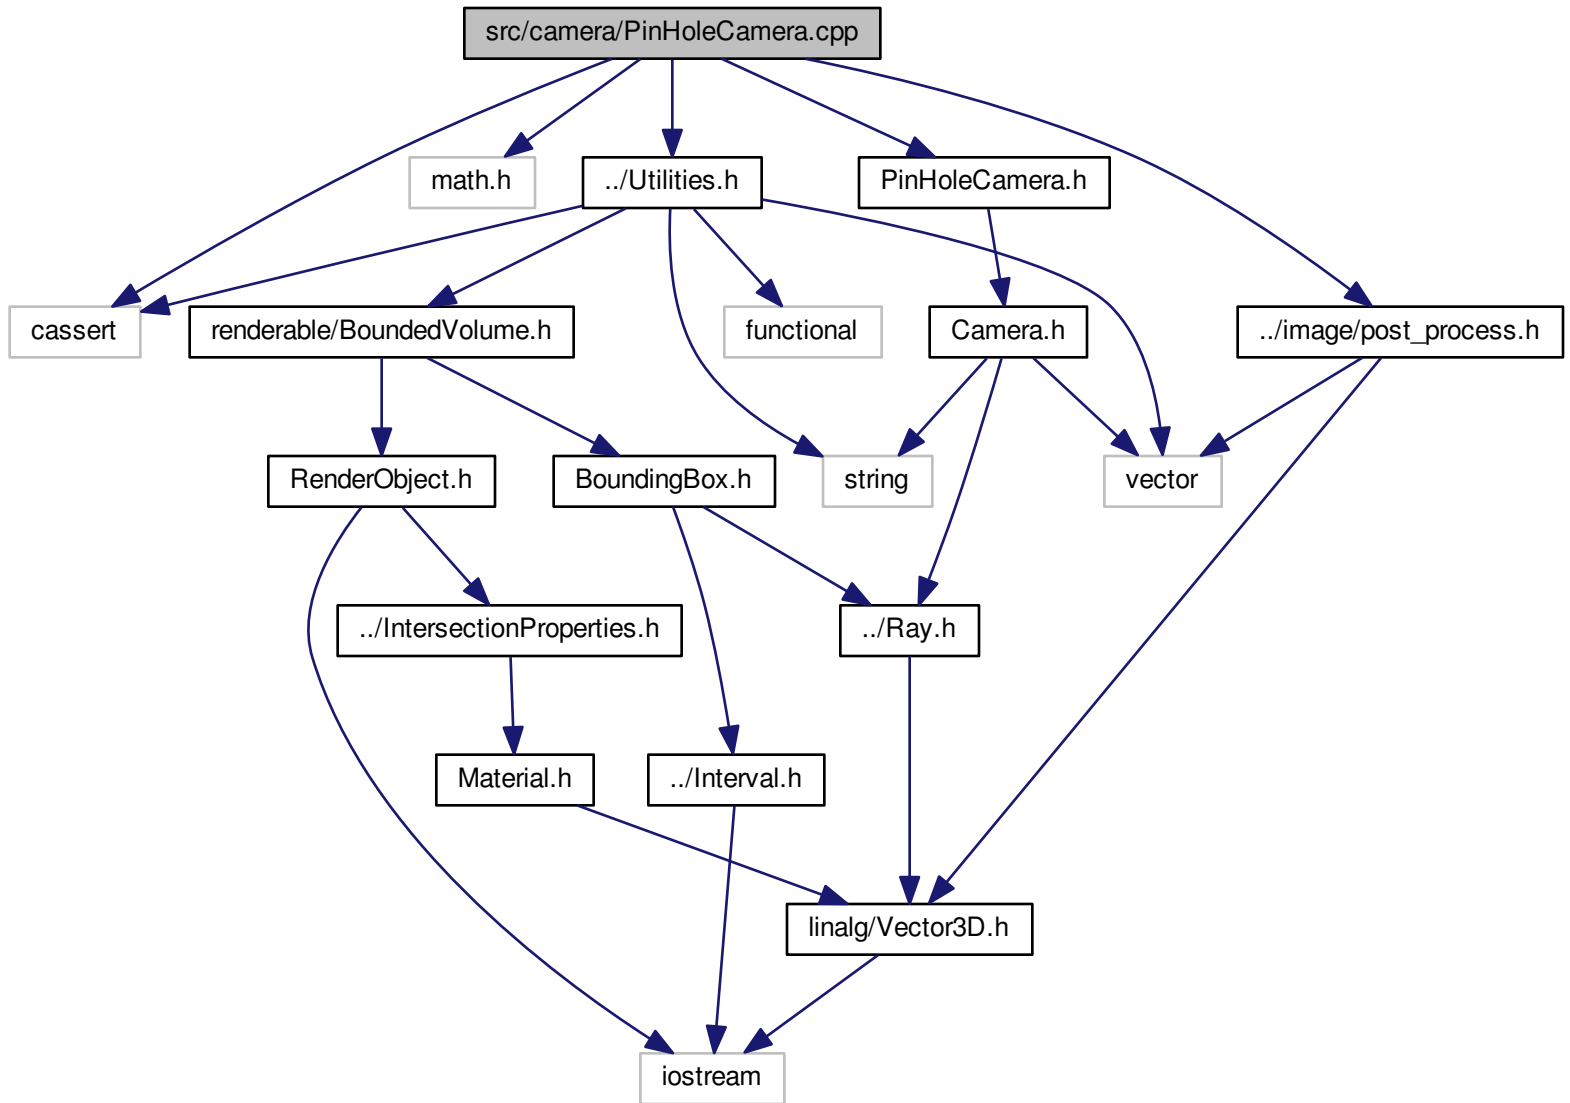 src/camera/PinHoleCamera.cpp
math.h
../Utilities.h
PinHoleCamera.h
cassert
renderable/BoundedVolume.h
functional
Camera.h
../image/post_process.h
RenderObject.h
BoundingBox.h
string
vector
../IntersectionProperties.h
../Ray.h
Material.h
../Interval.h
linalg/Vector3D.h
iostream